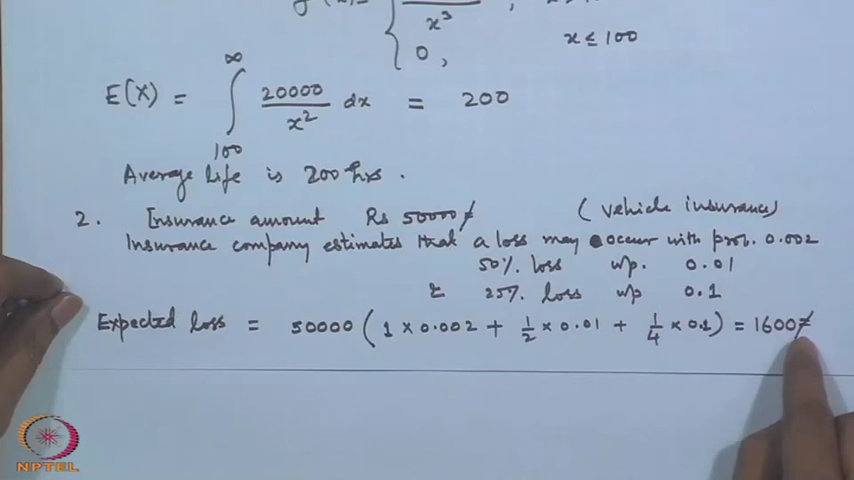 x³
0 ,
x ≤ 100
E(X) = ∫₁₀₀^∞ 20000/x² dx = 200
Average life is 200 hrs .
2. Insurance amount Rs 50000/= (vehicle insurance)
Insurance company estimates that a loss may occur with prob. 0.002
50% loss w/p. 0.01
& 25% loss w/p 0.1
Expected loss = 50000 ( 1 × 0.002 + 1/2 × 0.01 + 1/4 × 0.1 ) = 1600/=
NPTEL